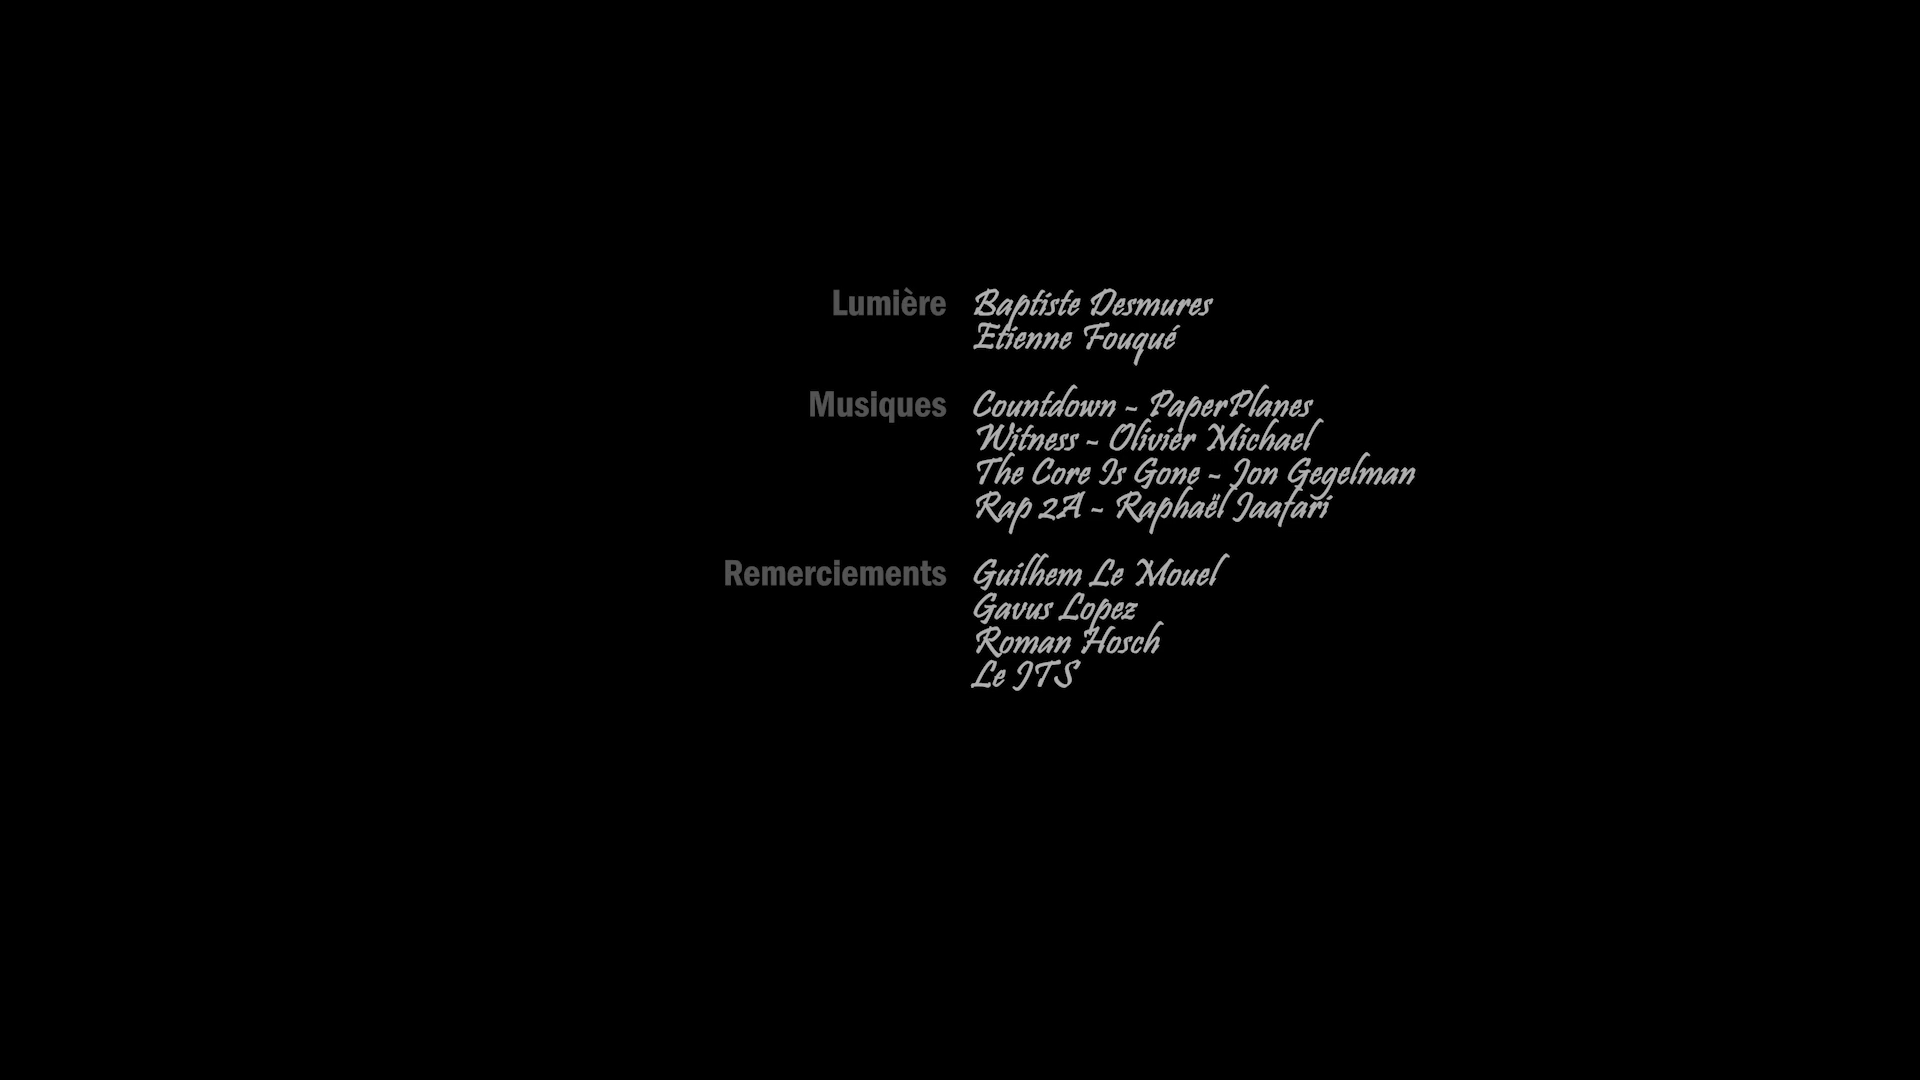 Lumière Baptiste Desmures
Etienne Fouqué
Musiques Countdown - PaperPlanes
Witness - Olivier Michael
The Core Is Gone - Jon Gegelman
Rap 2A - Raphaël Jaafari
Remerciements Guilhem Le Mouel
Gavus Lopez
Roman Hosch
Le JTS